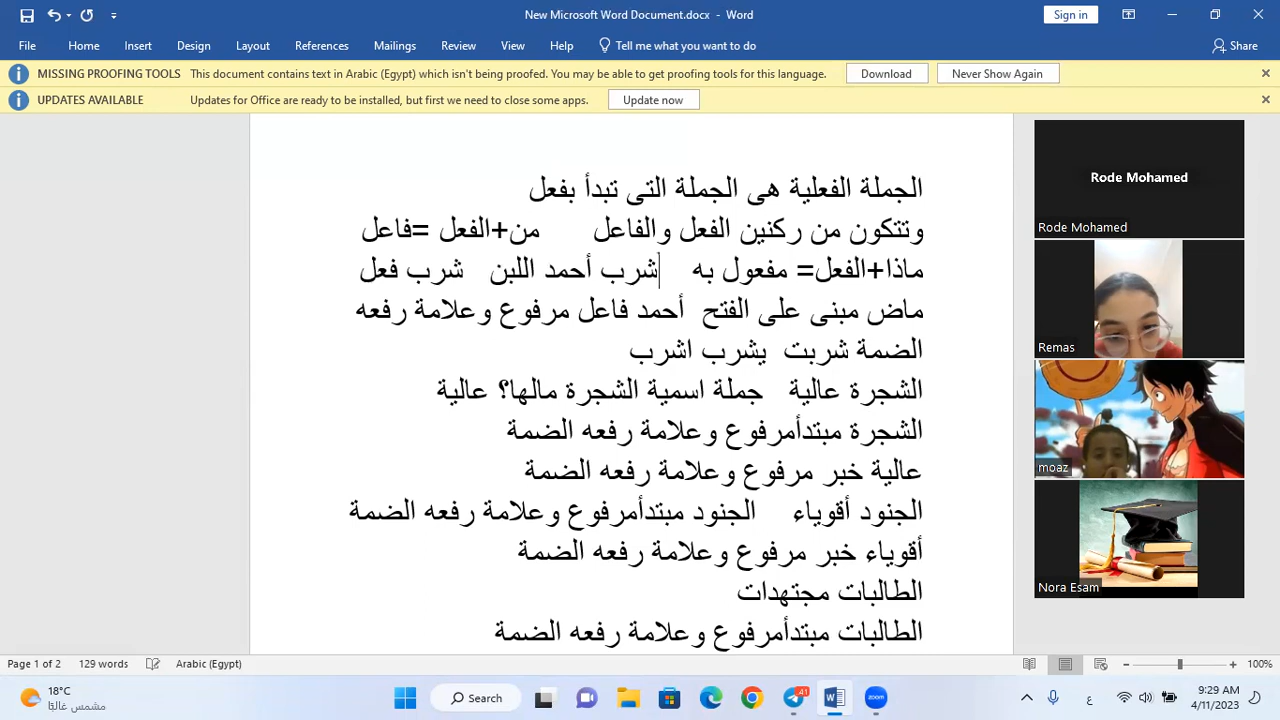 New Microsoft Word Document.docx - Word
Sign in
File Home Insert Design Layout References Mailings Review View Help Tell me what you want to do Share
MISSING PROOFING TOOLS This document contains text in Arabic (Egypt) which isn't being proofed. You may be able to get proofing tools for this language. Download Never Show Again
UPDATES AVAILABLE Updates for Office are ready to be installed, but first we need to close some apps. Update now
الجملة الفعلية هى الجملة التى تبدأ بفعل
وتتكون من ركنين الفعل والفاعل من+الفعل =فاعل
ماذا+الفعل= مفعول به شرب أحمد اللبن شرب فعل
ماض مبنى على الفتح أحمد فاعل مرفوع وعلامة رفعه
الضمة شربت يشرب اشرب
الشجرة عالية جملة اسمية الشجرة مالها؟ عالية
الشجرة مبتدأمرفوع وعلامة رفعه الضمة
عالية خبر مرفوع وعلامة رفعه الضمة
الجنود أقوياء الجنود مبتدأمرفوع وعلامة رفعه الضمة
أقوياء خبر مرفوع وعلامة رفعه الضمة
الطالبات مجتهدات
الطالبات مبتدأمرفوع وعلامة رفعه الضمة
Rode Mohamed
Rode Mohamed
Remas
moaz
Nora Esam
Page 1 of 2 129 words Arabic (Egypt) 100%
18°C
مشمس غالبًا
Search
41
zoom
ع
9:29 AM
4/11/2023